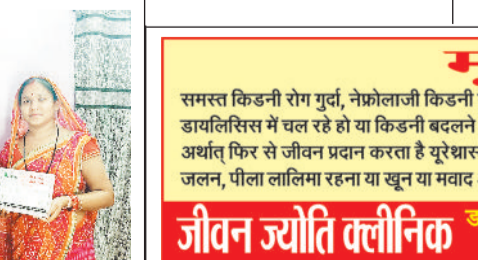 समस्त किडनी रोग गुर्दा, नेफ्रोलाजी किडनी
डायलिसिस में चल रहे हो या किडनी बदलने
अर्थात् फिर से जीवन प्रदान करता है यूरेथ्रास
जलन, पीला लालिमा रहना या खून या मवाद
जीवन ज्योति क्लीनिक